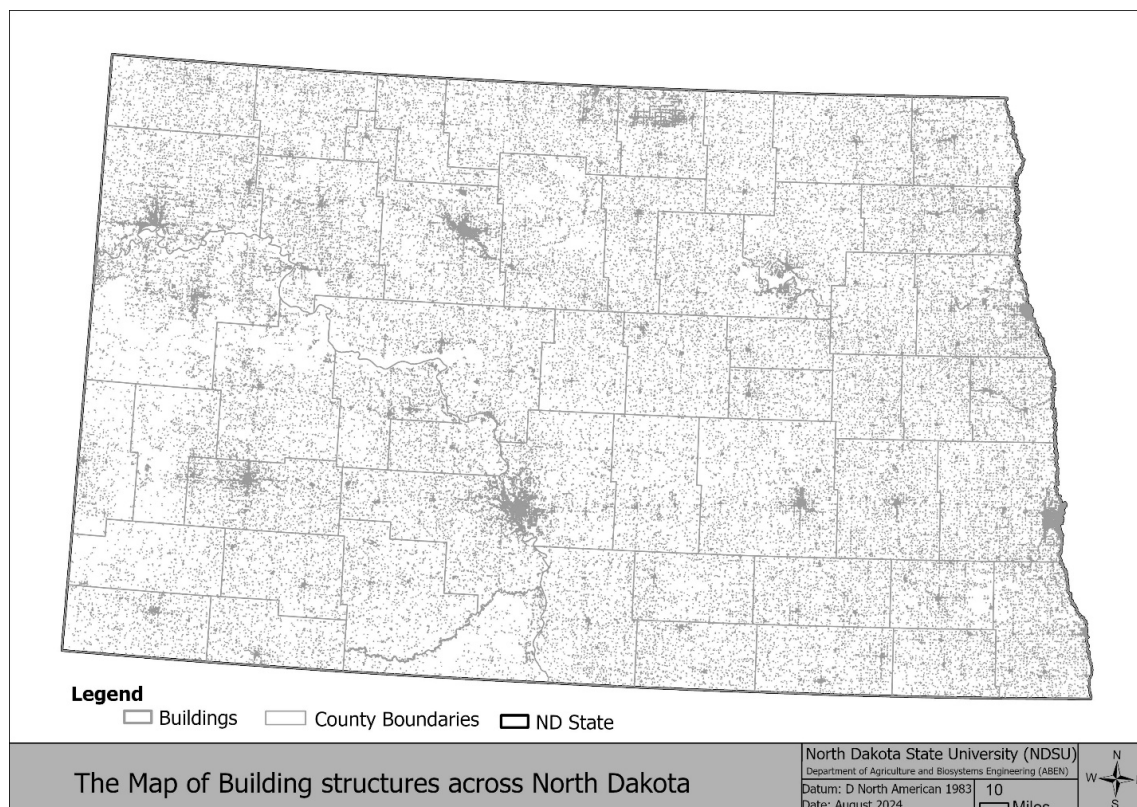 Legend
Buildings County Boundaries ND State
The Map of Building structures across North Dakota
North Dakota State University (NDSU)
Department of Agriculture and Biosystems Engineering (ABEN)
Datum: D North American 1983
Date: August 2024
10
Miles
N
W
S